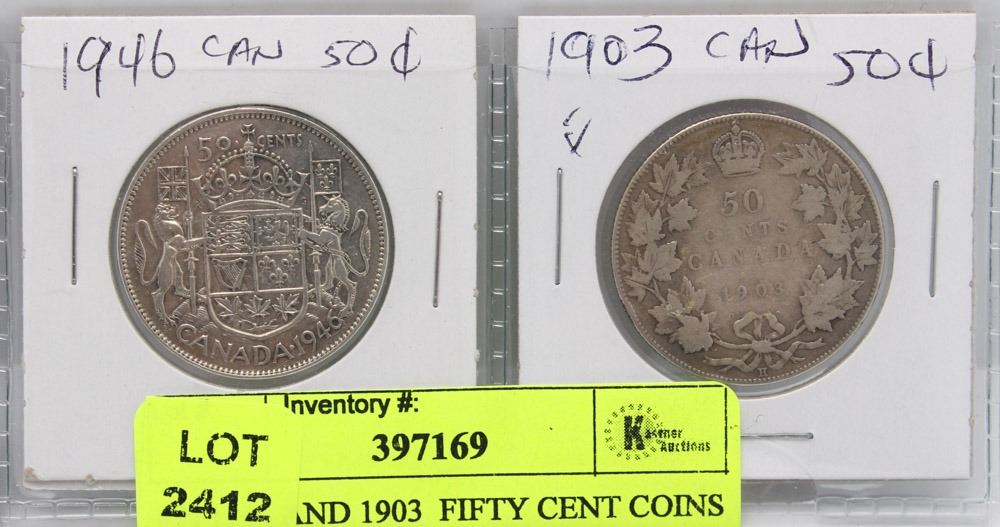 1946 CAN 50¢
1903 CAN 50¢
50 CENTS
CANADA 1946
50
CENTS
CANADA
1903
H
Inventory #:
LOT
397169
Kastner
Auctions
2412
AND 1903 FIFTY CENT COINS